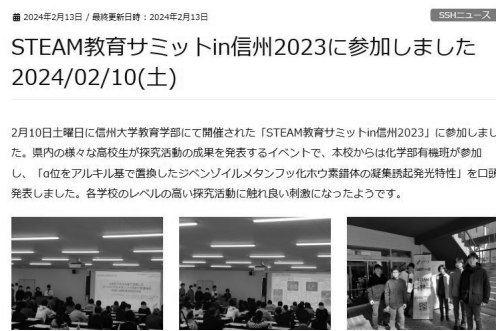 2024年2月13日 / 最終更新日時 : 2024年2月13日
SSHニュース
STEAM教育サミットin信州2023に参加しました
2024/02/10(土)
2月10日土曜日に信州大学教育学部にて開催された「STEAM教育サミットin信州2023」に参加しまし
た。県内の様々な高校生が探究活動の成果を発表するイベントで、本校からは化学部有機班が参加
し、「α位をアルキル基で置換したジベンゾイルメタンフッ化ホウ素錯体の凝集誘起発光特性」を口頭
発表しました。各学校のレベルの高い探究活動に触れ良い刺激になったようです。